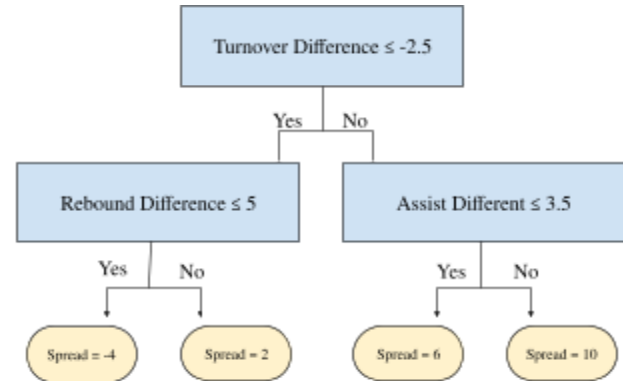 Turnover Difference ≤ -2.5
Yes No
Rebound Difference ≤ 5
Assist Different ≤ 3.5
Yes No
Yes No
Spread = -4
Spread = 2
Spread = 6
Spread = 10